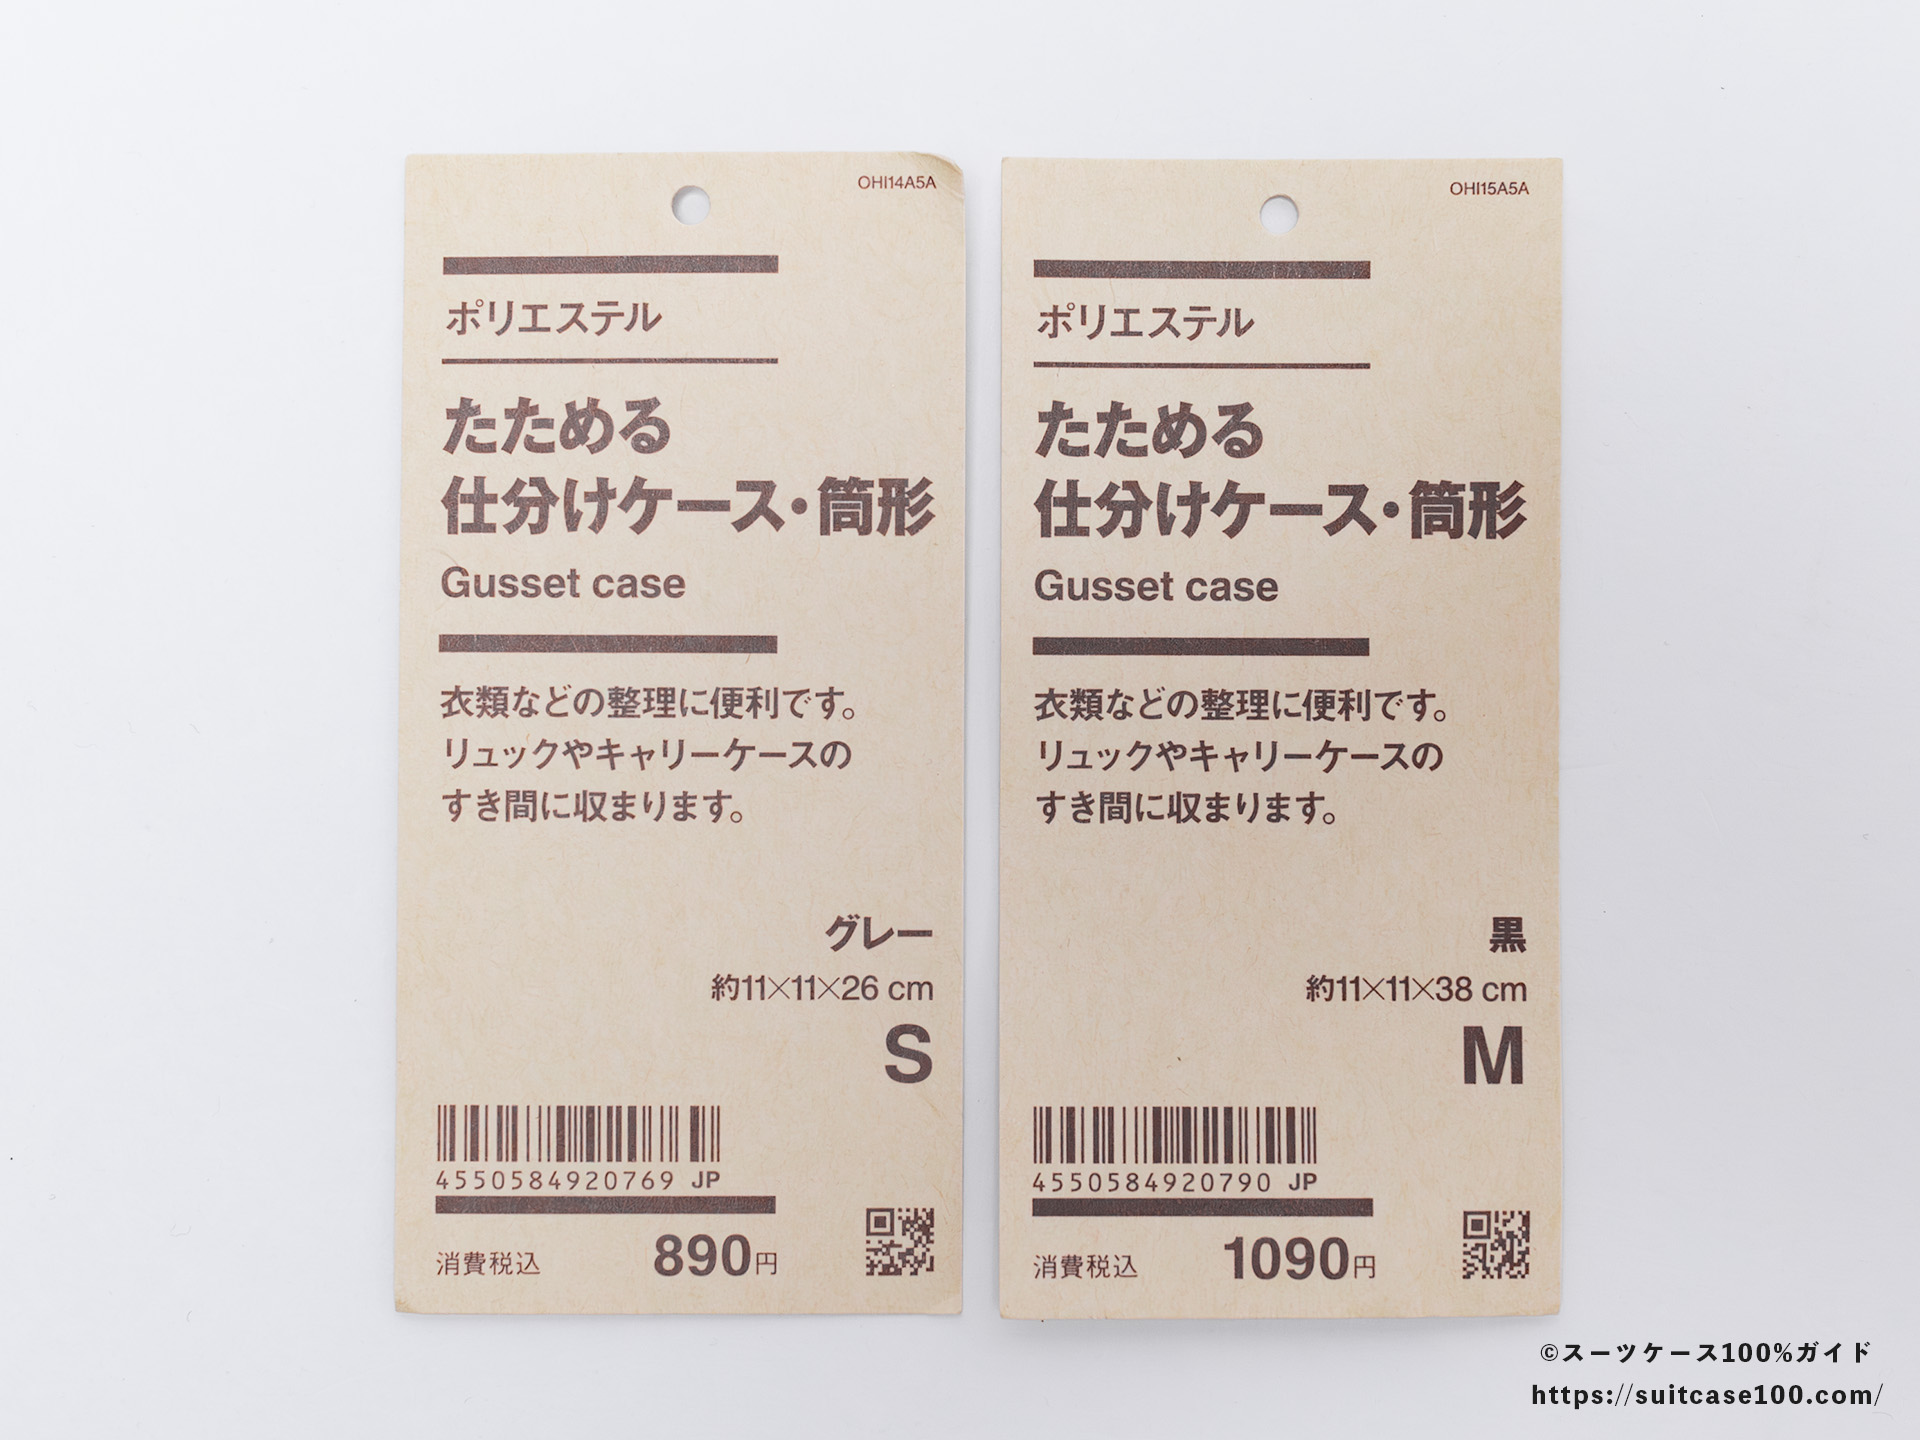 OHI14A5A
ポリエステル
たためる
仕分けケース・筒形
Gusset case
衣類などの整理に便利です。
リュックやキャリーケースの
すき間に収まります。
グレー
約11×11×26 cm
S
4550584920769 JP
消費税込 890円
OHI15A5A
ポリエステル
たためる
仕分けケース・筒形
Gusset case
衣類などの整理に便利です。
リュックやキャリーケースの
すき間に収まります。
黒
約11×11×38 cm
M
4550584920790 JP
消費税込 1090円
©スーツケース100%ガイド
https://suitcase100.com/